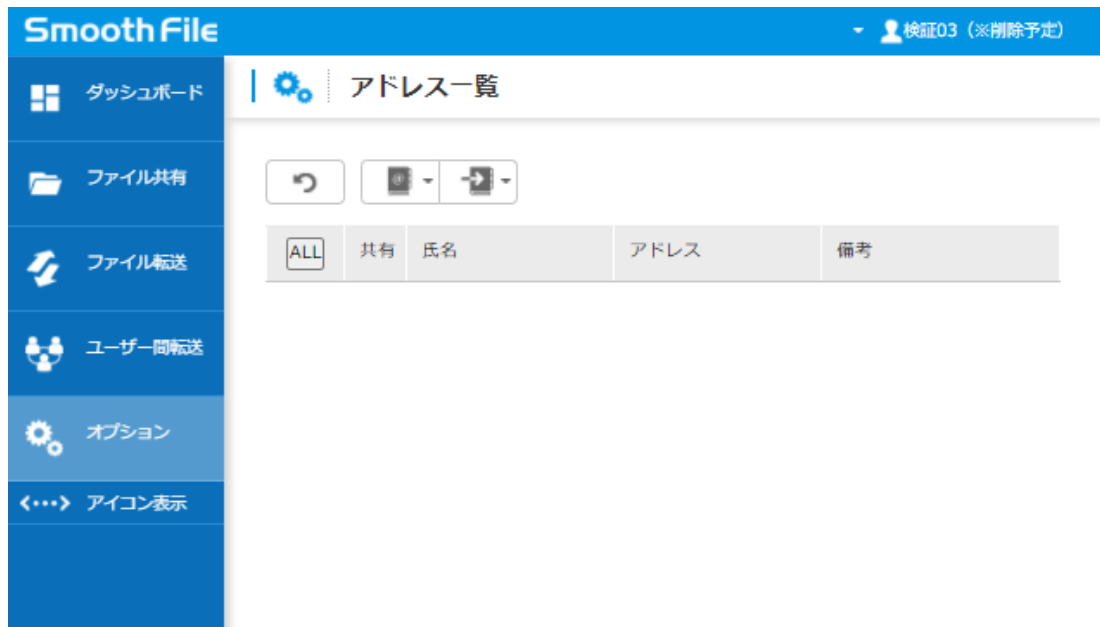 Smooth File
検証03（※削除予定）
ダッシュボード
アドレス一覧
ファイル共有
ファイル転送
ユーザー間転送
オプション
<···> アイコン表示
ALL 共有 氏名 アドレス 備考